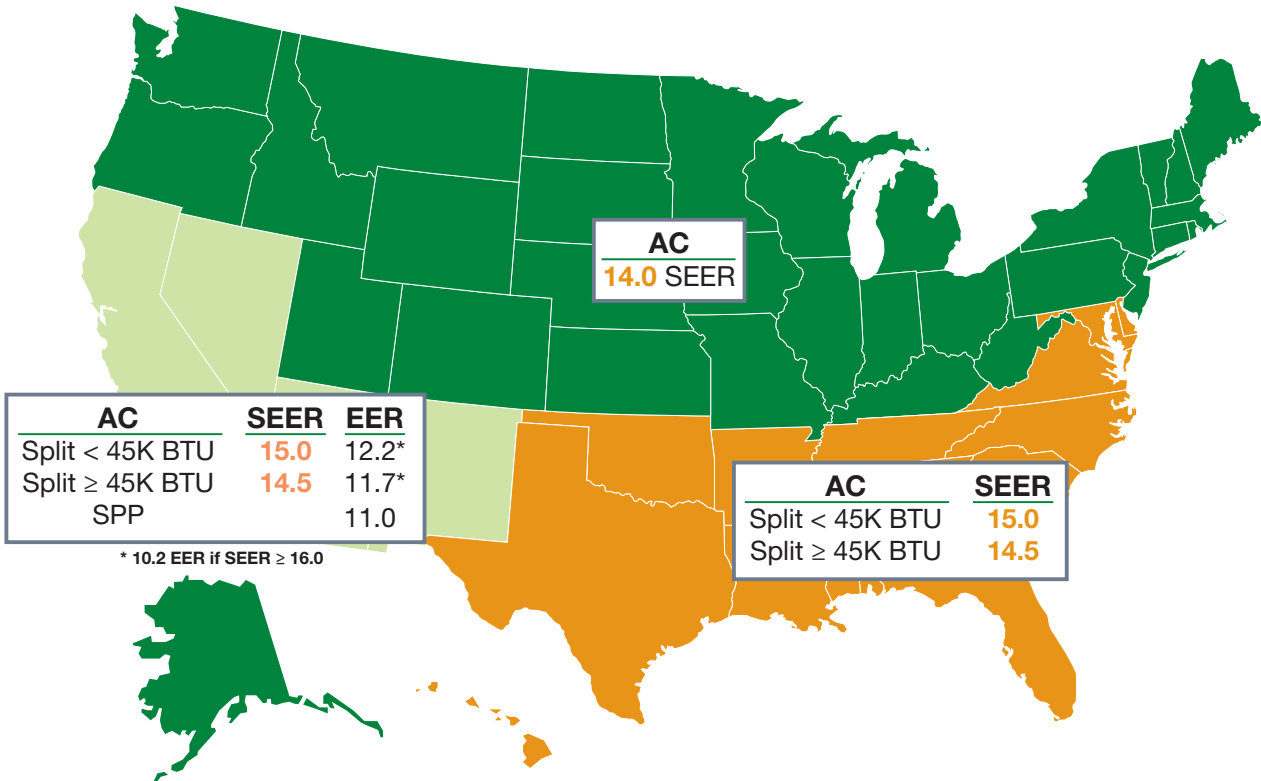 AC
14.0 SEER
AC SEER EER
Split < 45K BTU 15.0 12.2*
Split ≥ 45K BTU 14.5 11.7*
SPP 11.0
* 10.2 EER if SEER ≥ 16.0
AC SEER
Split < 45K BTU 15.0
Split ≥ 45K BTU 14.5